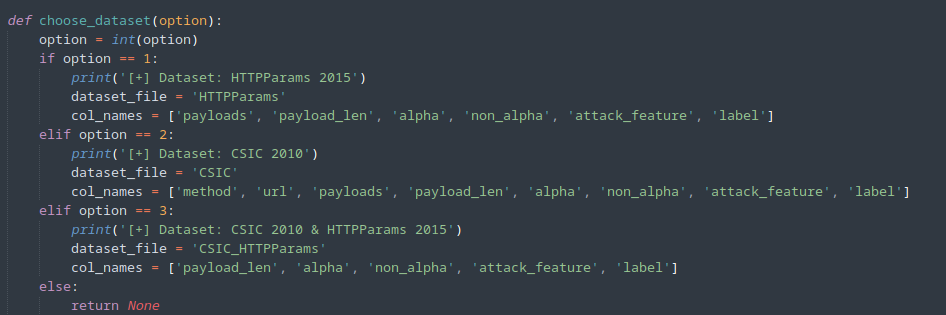 def choose_dataset(option):
    option = int(option)
    if option == 1:
        print('[+] Dataset: HTTPParams 2015')
        dataset_file = 'HTTPParams'
        col_names = ['payloads', 'payload_len', 'alpha', 'non_alpha', 'attack_feature', 'label']
    elif option == 2:
        print('[+] Dataset: CSIC 2010')
        dataset_file = 'CSIC'
        col_names = ['method', 'url', 'payloads', 'payload_len', 'alpha', 'non_alpha', 'attack_feature', 'label']
    elif option == 3:
        print('[+] Dataset: CSIC 2010 & HTTPParams 2015')
        dataset_file = 'CSIC_HTTPParams'
        col_names = ['payload_len', 'alpha', 'non_alpha', 'attack_feature', 'label']
    else:
        return None